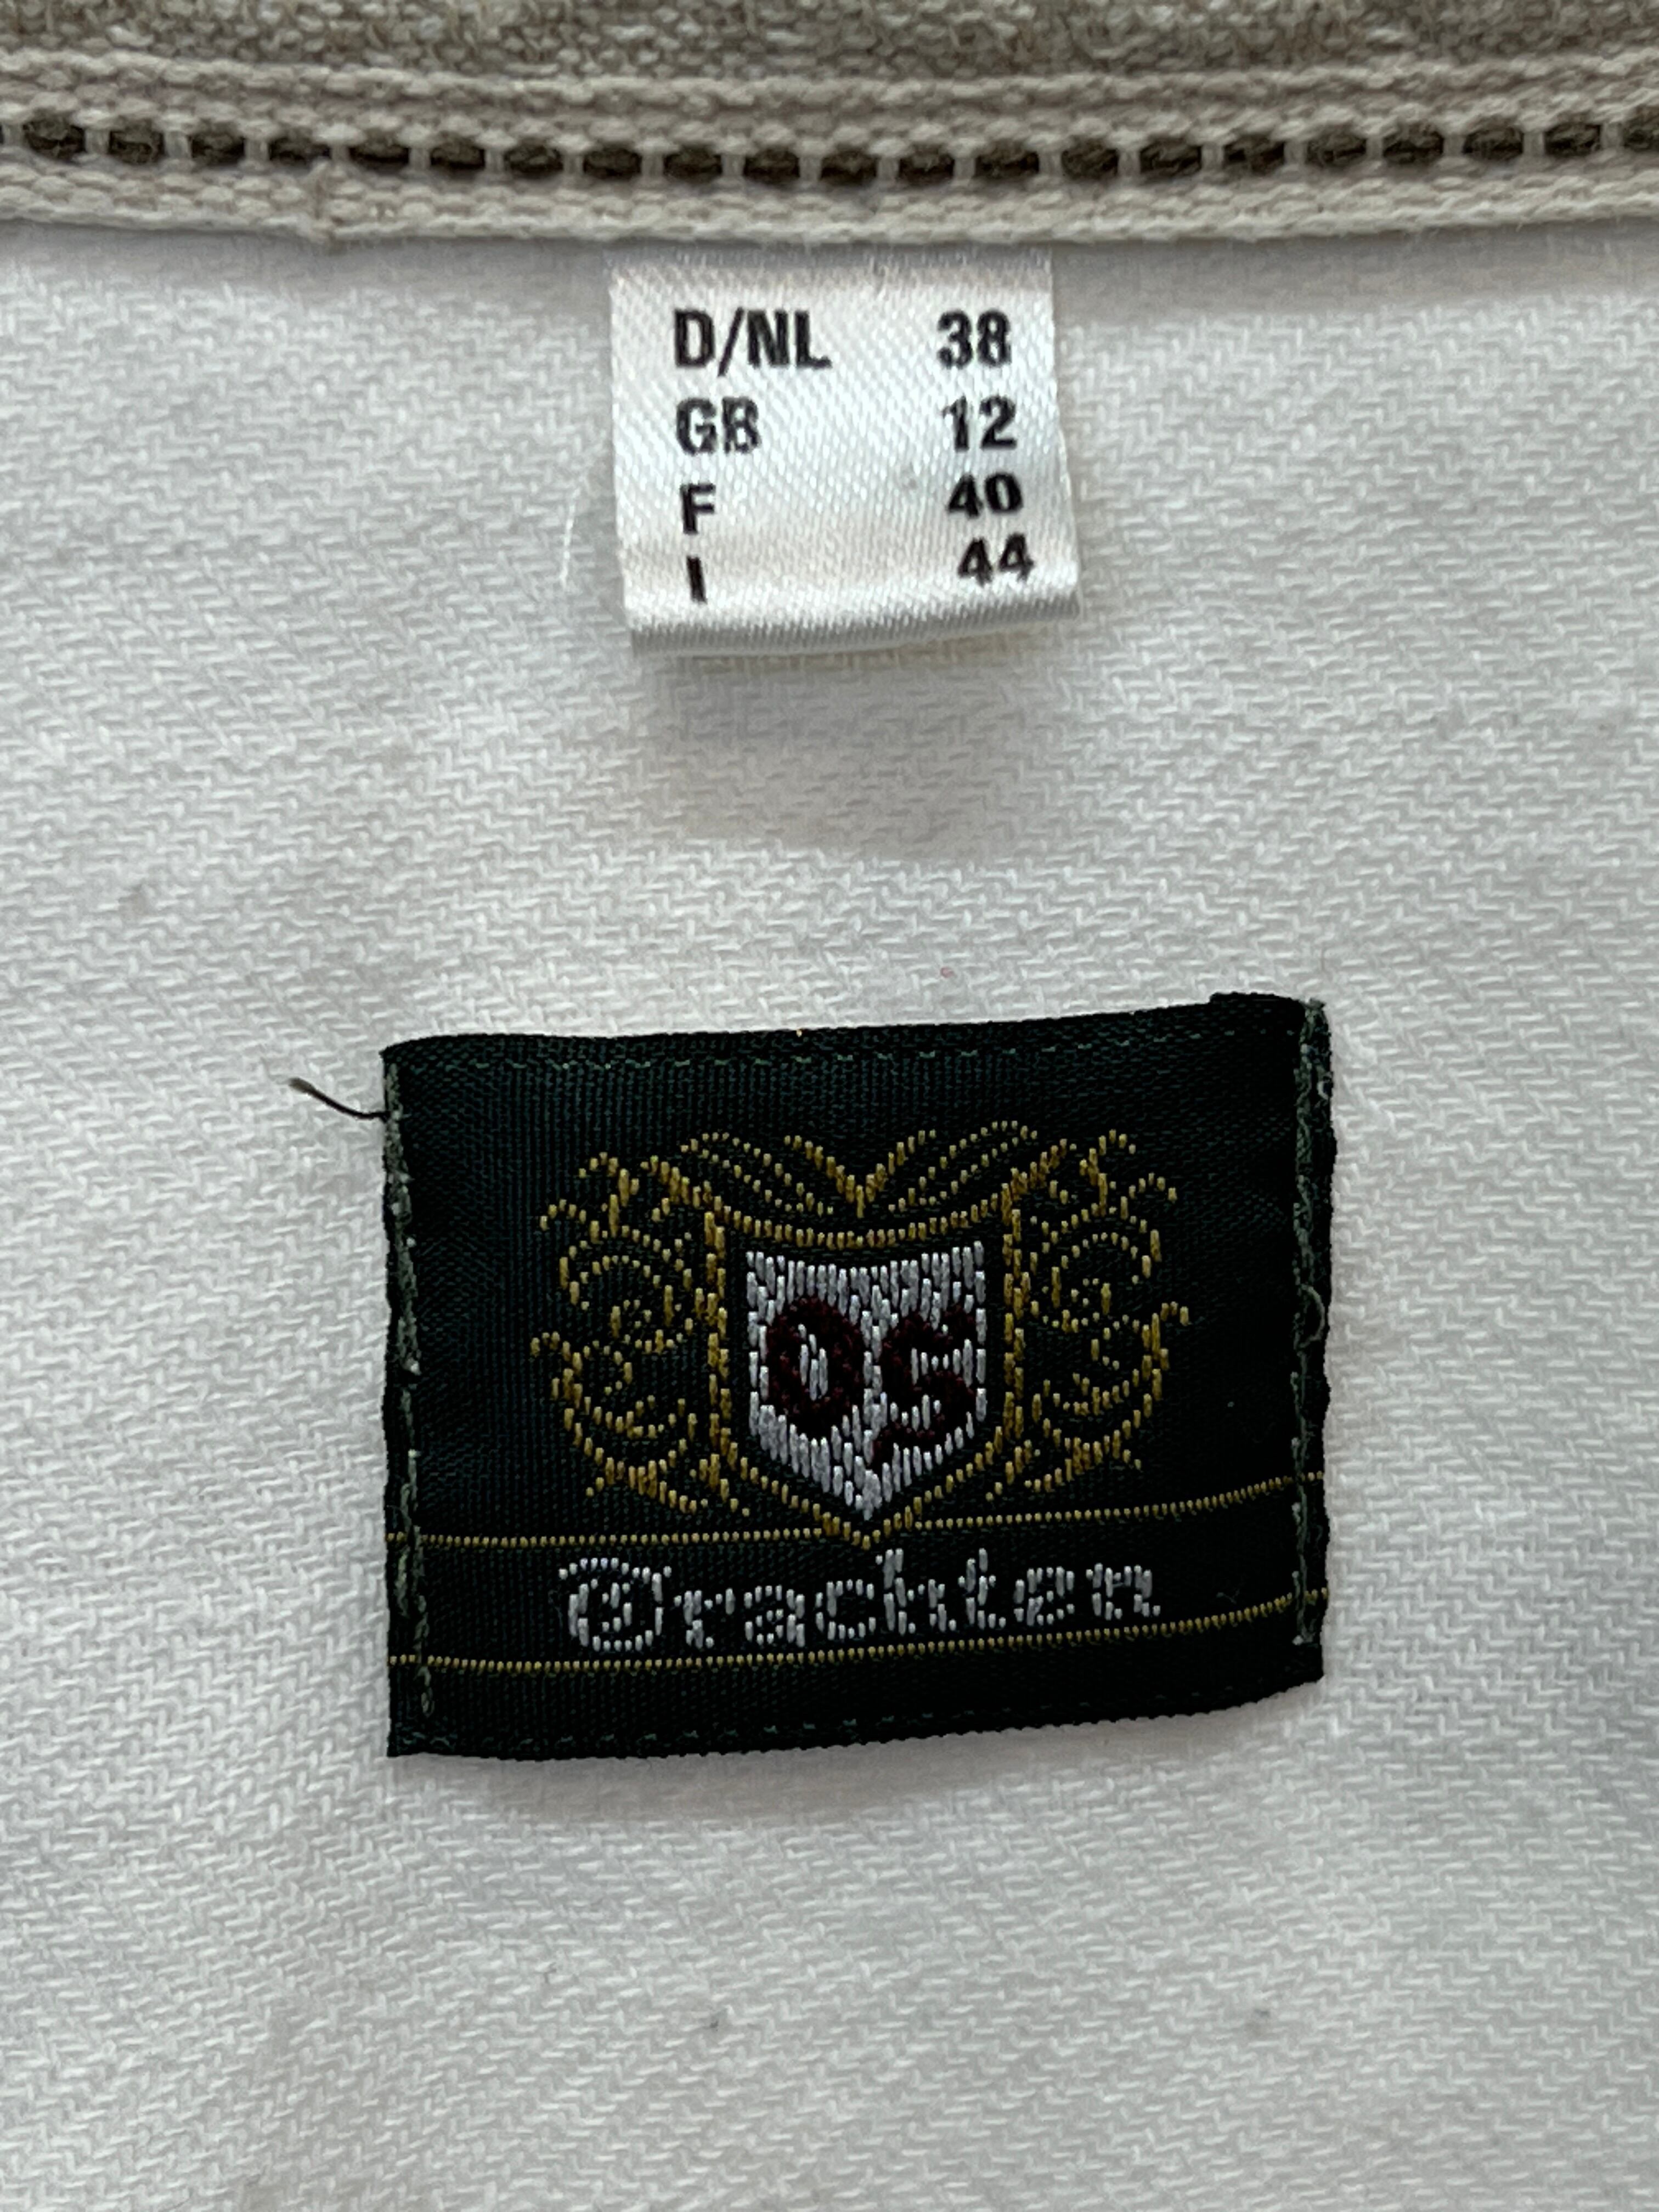 D/NL 38
GB 12
F 40
I 44
OS
Trachten